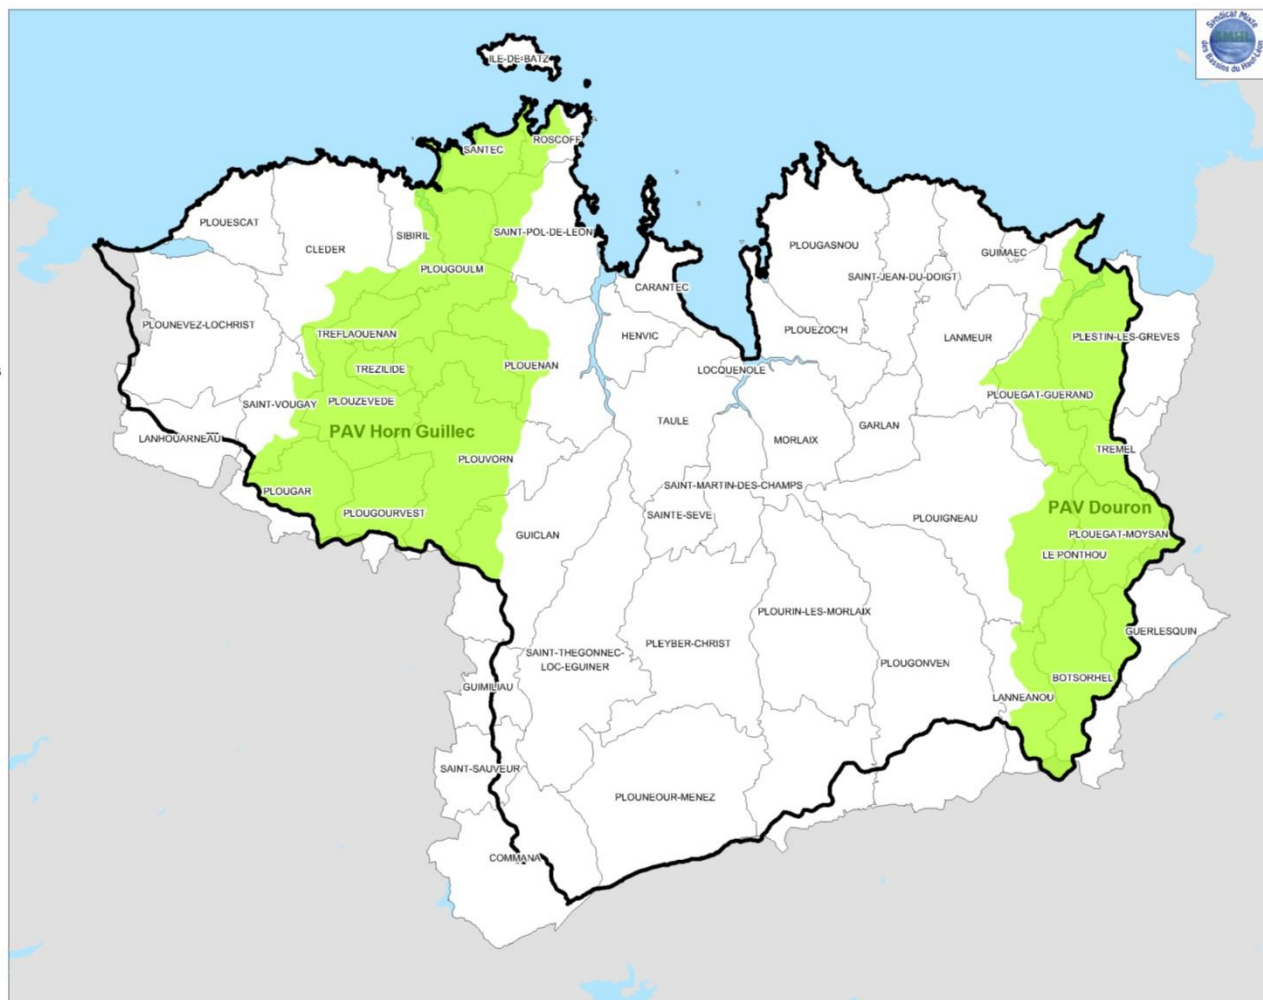 Syndicat Mixte
des Bassins du Haut-Léon
ILE-DE-BATZ
ROSCOFF
SANTEC
PLOUESCAT
CLEDER
SIBIRIL
SAINT-POL-DE-LEON
PLOUGASNOU
GUIMAEC
PLOUGOULM
SAINT-JEAN-DU-DOIGT
CARANTEC
PLOUNEVEZ-LOCHRIST
TREFLAOUENAN
HENVIC
PLOUEZOC'H
LANMEUR
PLESTIN-LES-GREVES
TREZILIDE
PLOUENAN
LOCQUENOLE
SAINT-VOUGAY
PLOUZEVEDE
PLOUEGAT-GUERAND
TAULE
GARLAN
LANHOUARNEAU
PAV Horn Guillec
MORLAIX
TREMEL
PLOUVORN
PLOUGAR
SAINT-MARTIN-DES-CHAMPS
PLOUGOURVEST
SAINTE-SEVE
PLOUIGNEAU
PAV Douron
GUICLAN
PLOUEGAT-MOYSAN
LE PONTHOU
PLOURIN-LES-MORLAIX
GUERLESQUIN
PLEYBER-CHRIST
SAINT-THEGONNEC-
LOC-EGUINER
PLOUGONVEN
BOTSORHEL
GUIMILIAU
LANNEANOU
SAINT-SAUVEUR
PLOUNEOUR-MENEZ
COMMANA